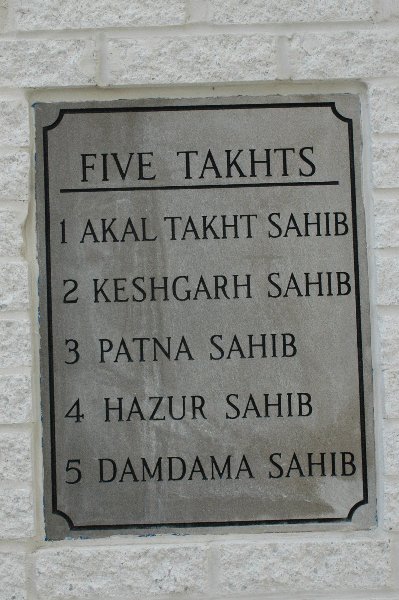 FIVE TAKHTS
1 AKAL TAKHT SAHIB
2 KESHGARH SAHIB
3 PATNA SAHIB
4 HAZUR SAHIB
5 DAMDAMA SAHIB